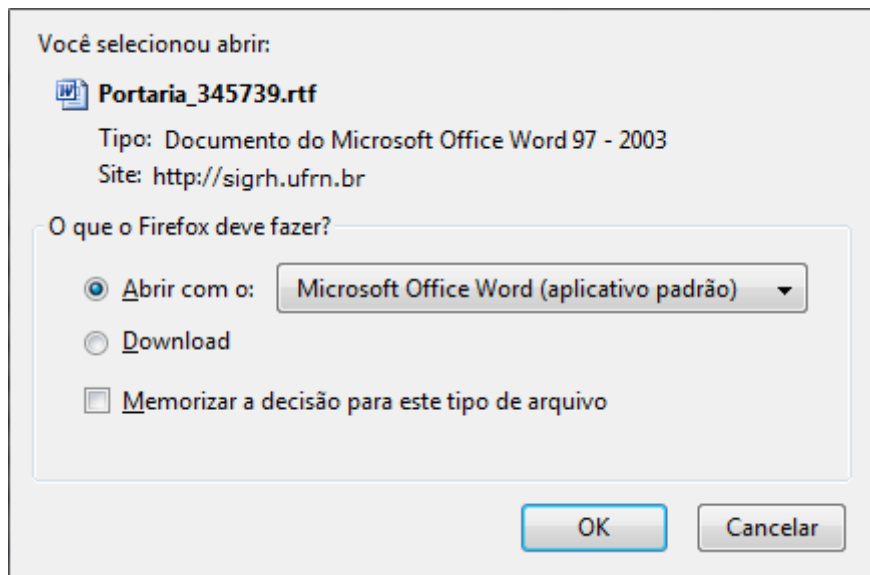 Você selecionou abrir:
Portaria_345739.rtf
Tipo: Documento do Microsoft Office Word 97 - 2003
Site: http://sigrh.ufrn.br
O que o Firefox deve fazer?
Abrir com o: Microsoft Office Word (aplicativo padrão)
Download
Memorizar a decisão para este tipo de arquivo
OK Cancelar